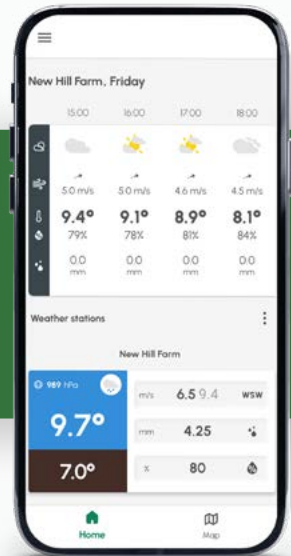 New Hill Farm, Friday
15:00 16:00 17:00 18:00
5.0 m/s 5.0 m/s 4.6 m/s 4.5 m/s
9.4° 9.1° 8.9° 8.1°
79% 78% 81% 84%
0.0 0.0 0.0 0.0
mm mm mm mm
Weather stations
New Hill Farm
989 hPa
9.7°
7.0°
m/s 6.5 9.4 WSW
mm 4.25
% 80
Home Map